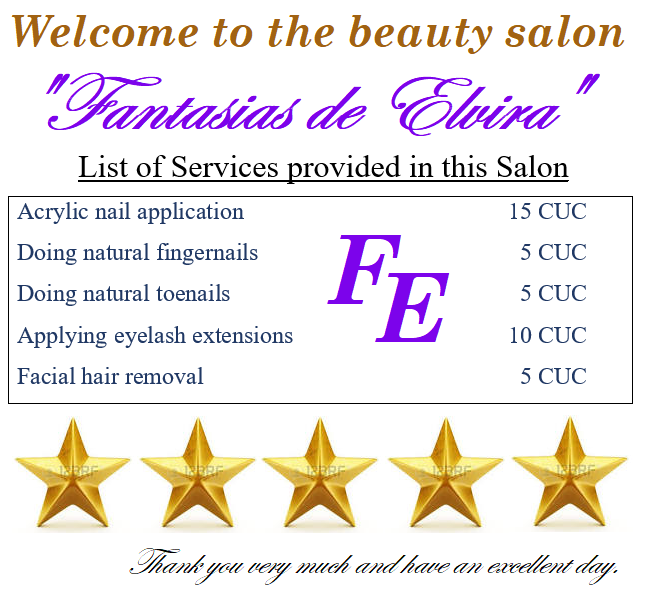 Welcome to the beauty salon
"Fantasias de Elvira"
List of Services provided in this Salon
Acrylic nail application 15 CUC
Doing natural fingernails 5 CUC
Doing natural toenails 5 CUC
Applying eyelash extensions 10 CUC
Facial hair removal 5 CUC
FE
Thank you very much and have an excellent day.